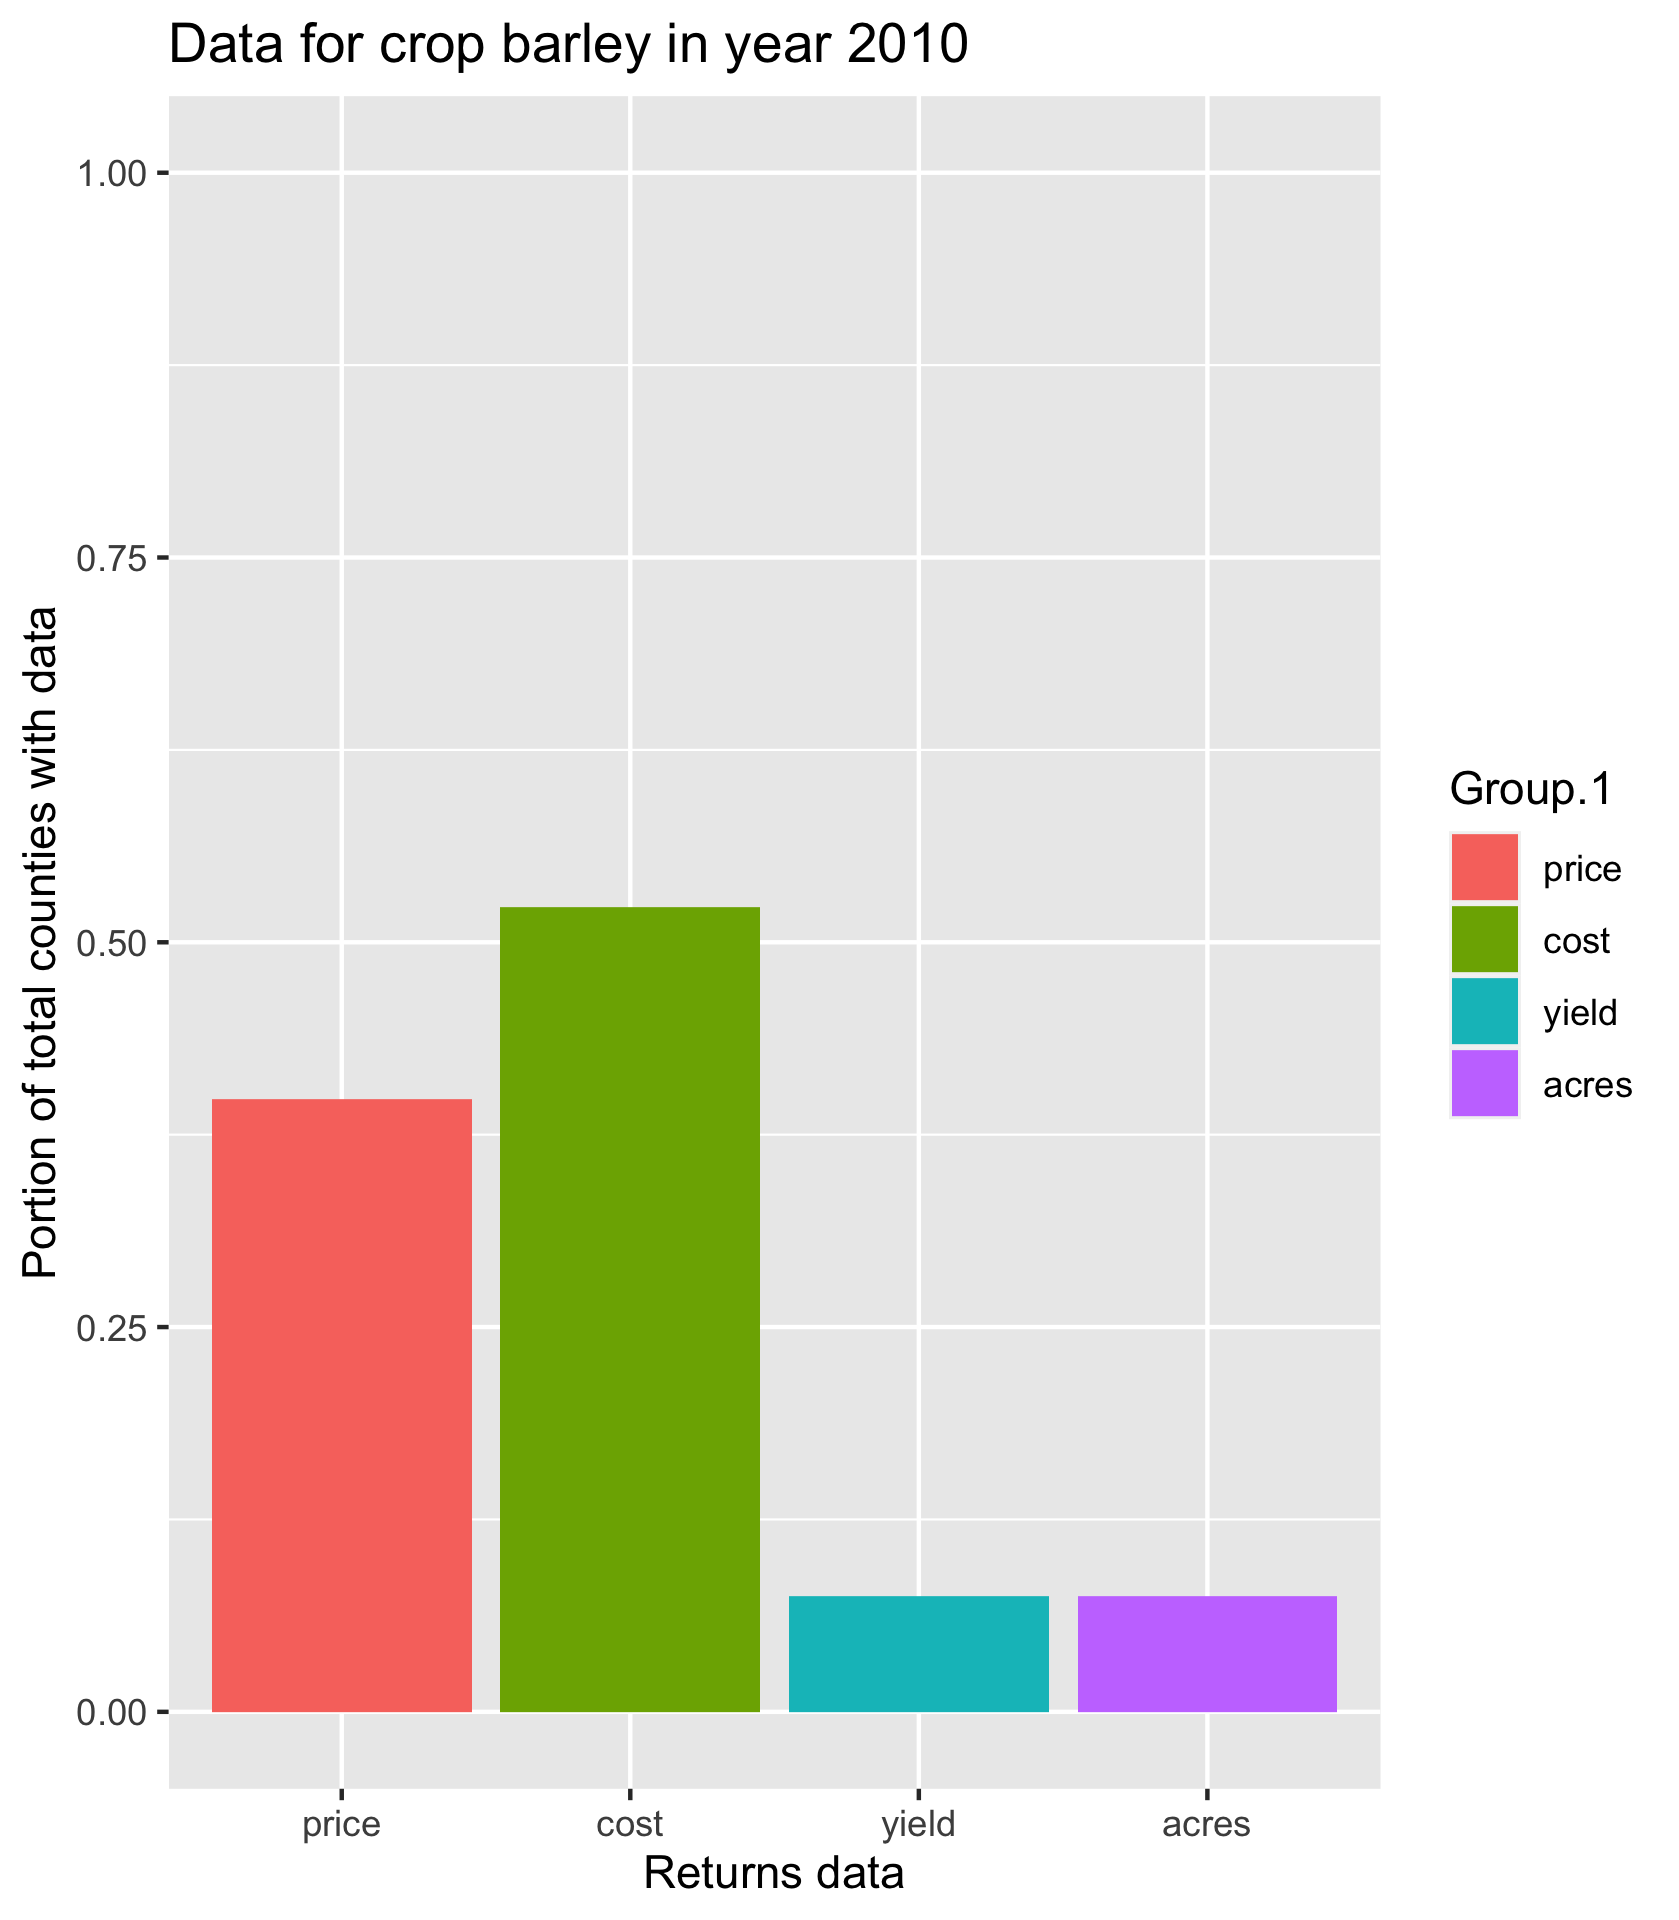 Data for crop barley in year 2010
1.00
0.75
0.50
0.25
0.00
Portion of total counties with data
price
cost
yield
acres
Returns data
Group.1
price
cost
yield
acres